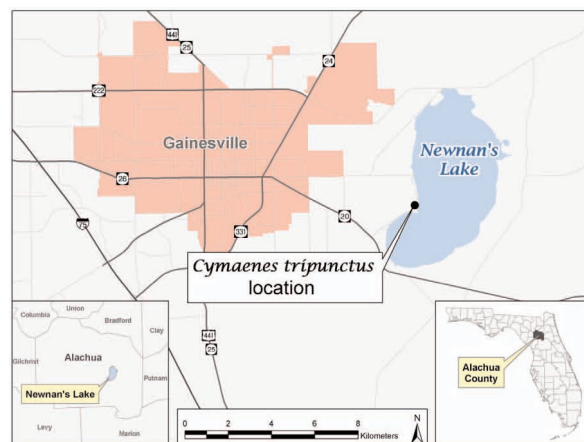 441
25
24
222
Gainesville
Newnan's
Lake
26
20
75
331
Cymaenes tripunctus
location
441
25
Columbia
Union
Bradford
Clay
Gilchrist
Alachua
Putnam
Newnan's Lake
Levy
Marion
0 2 4 6 8
Kilometers
N
Alachua
County